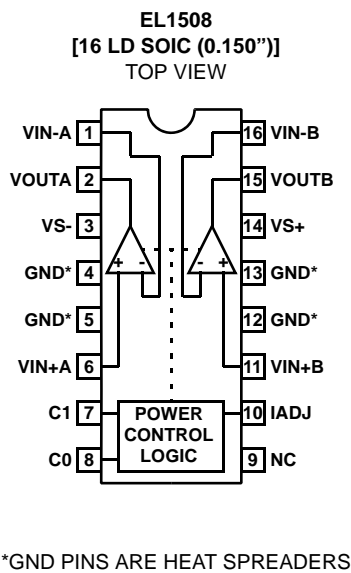 EL1508
[16 LD SOIC (0.150”)]
TOP VIEW
VIN-A 1 16 VIN-B
VOUTA 2 15 VOUTB
VS- 3 14 VS+
+ - - +
GND* 4 13 GND*
GND* 5 12 GND*
VIN+A 6 11 VIN+B
C1 7 POWER 10 IADJ
CONTROL
C0 8 LOGIC 9 NC
*GND PINS ARE HEAT SPREADERS